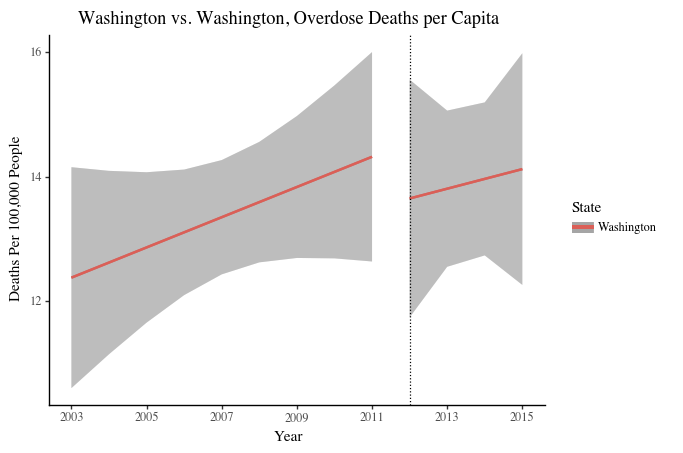 Washington vs. Washington, Overdose Deaths per Capita
16
14
12
Deaths Per 100,000 People
2003 2005 2007 2009 2011 2013 2015
Year
State
Washington